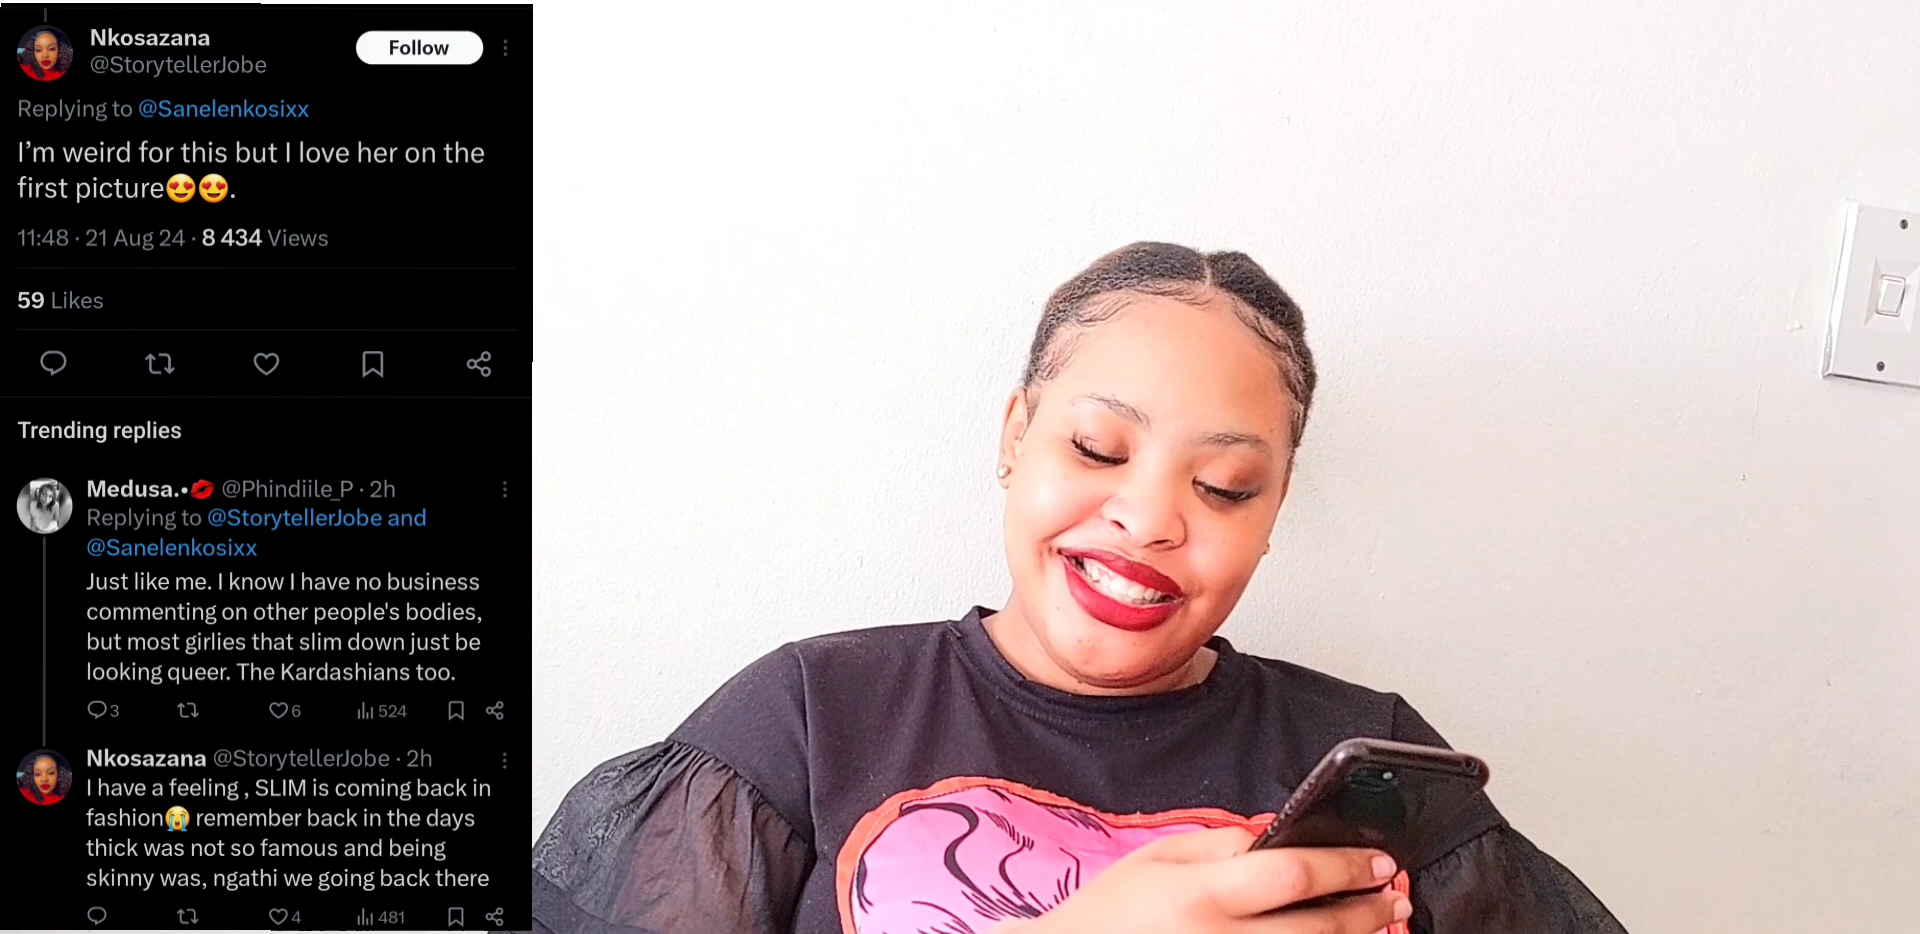 Nkosazana
@StorytellerJobe
Follow
Replying to @Sanelenkosixx
I'm weird for this but I love her on the
first picture😍😍.
11:48 · 21 Aug 24 · 8 434 Views
59 Likes
Trending replies
Medusa.•💋 @Phindiile_P · 2h
Replying to @StorytellerJobe and
@Sanelenkosixx
Just like me. I know I have no business
commenting on other people's bodies,
but most girlies that slim down just be
looking queer. The Kardashians too.
3 6 524
Nkosazana @StorytellerJobe · 2h
I have a feeling , SLIM is coming back in
fashion😭 remember back in the days
thick was not so famous and being
skinny was, ngathi we going back there
4 481